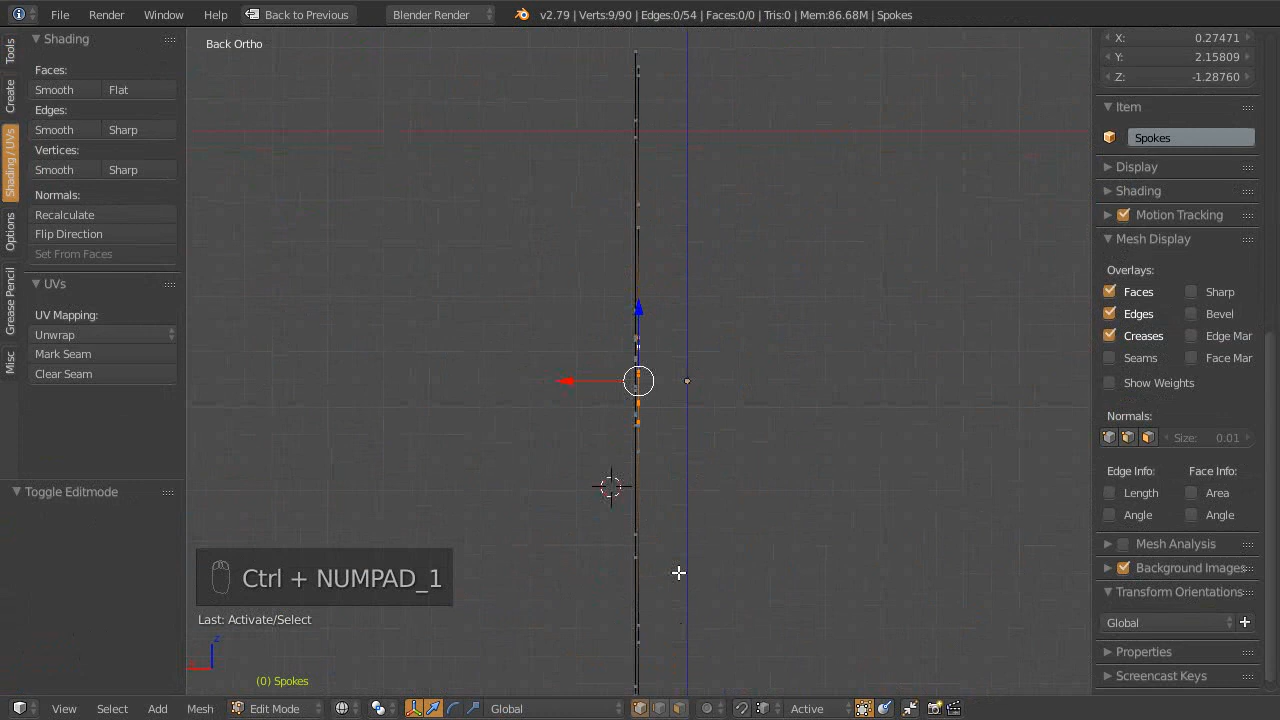 File Render Window Help Back to Previous Blender Render v2.79 | Verts:9/90 | Edges:0/54 | Faces:0/0 | Tris:0 | Mem:86.68M | Spokes
Tools
Create
Shading / UVs
Options
Grease Pencil
Misc
Shading
Faces:
Smooth Flat
Edges:
Smooth Sharp
Vertices:
Smooth Sharp
Normals:
Recalculate
Flip Direction
Set From Faces
UVs
UV Mapping:
Unwrap
Mark Seam
Clear Seam
Toggle Editmode
Back Ortho
Ctrl + NUMPAD_1
Last: Activate/Select
z
(0) Spokes
X: 0.27471
Y: 2.15809
Z: -1.28760
Item
Spokes
Display
Shading
Motion Tracking
Mesh Display
Overlays:
Faces Sharp
Edges Bevel
Creases Edge Mar
Seams Face Mar
Show Weights
Normals:
Size: 0.01
Edge Info: Face Info:
Length Area
Angle Angle
Mesh Analysis
Background Images
Transform Orientations
Global
Properties
Screencast Keys
View Select Add Mesh Edit Mode Global Active